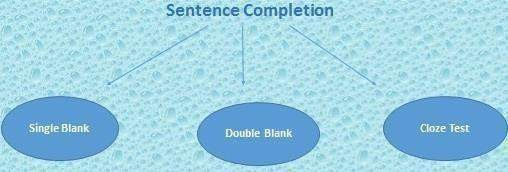 Sentence Completion
Single Blank
Double Blank
Cloze Test